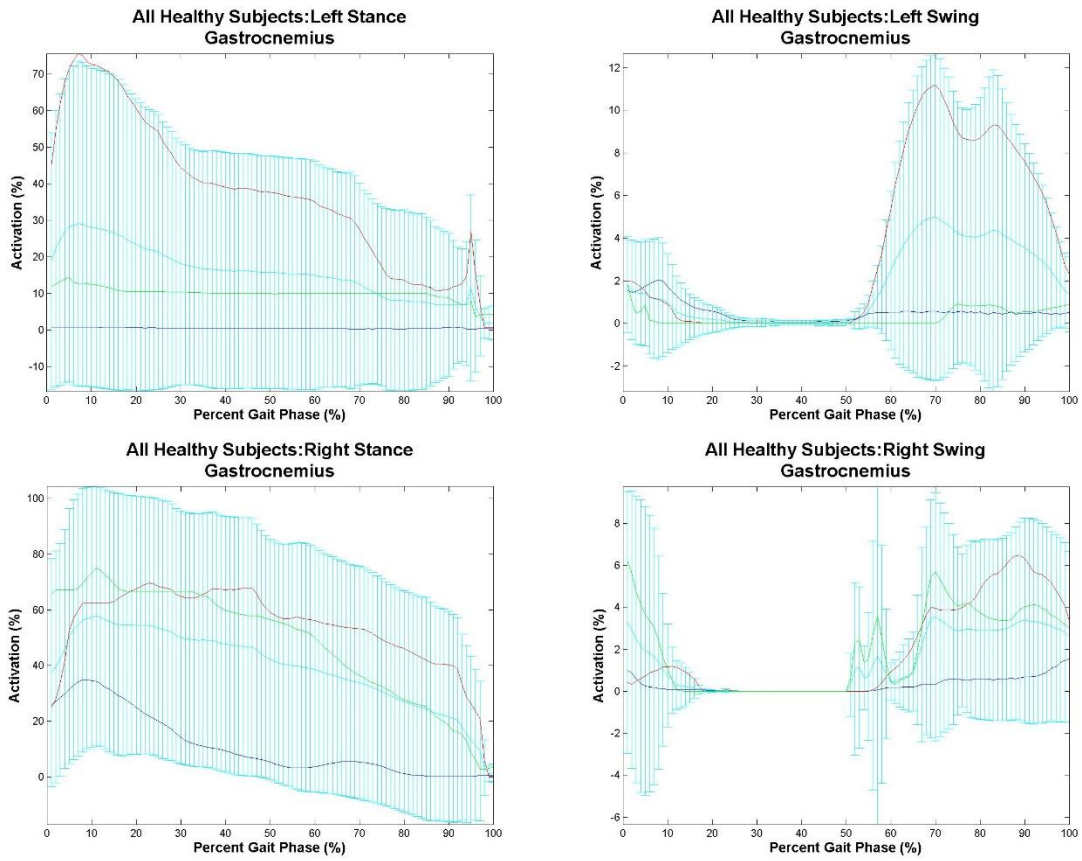 All Healthy Subjects:Left Stance
Gastrocnemius
70
60
50
40
30
20
10
0
-10
Activation (%)
0 10 20 30 40 50 60 70 80 90 100
Percent Gait Phase (%)
All Healthy Subjects:Left Swing
Gastrocnemius
12
10
8
6
4
2
0
-2
Activation (%)
0 10 20 30 40 50 60 70 80 90 100
Percent Gait Phase (%)
All Healthy Subjects:Right Stance
Gastrocnemius
100
80
60
40
20
0
Activation (%)
0 10 20 30 40 50 60 70 80 90 100
Percent Gait Phase (%)
All Healthy Subjects:Right Swing
Gastrocnemius
8
6
4
2
0
-2
-4
-6
Activation (%)
0 10 20 30 40 50 60 70 80 90 100
Percent Gait Phase (%)